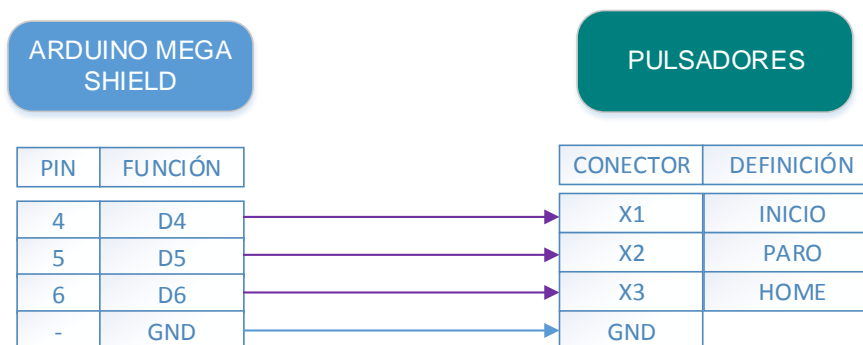 ARDUINO MEGA
SHIELD
PULSADORES
PIN FUNCIÓN
CONECTOR DEFINICIÓN
4 D4
X1 INICIO
5 D5
X2 PARO
6 D6
X3 HOME
- GND
GND